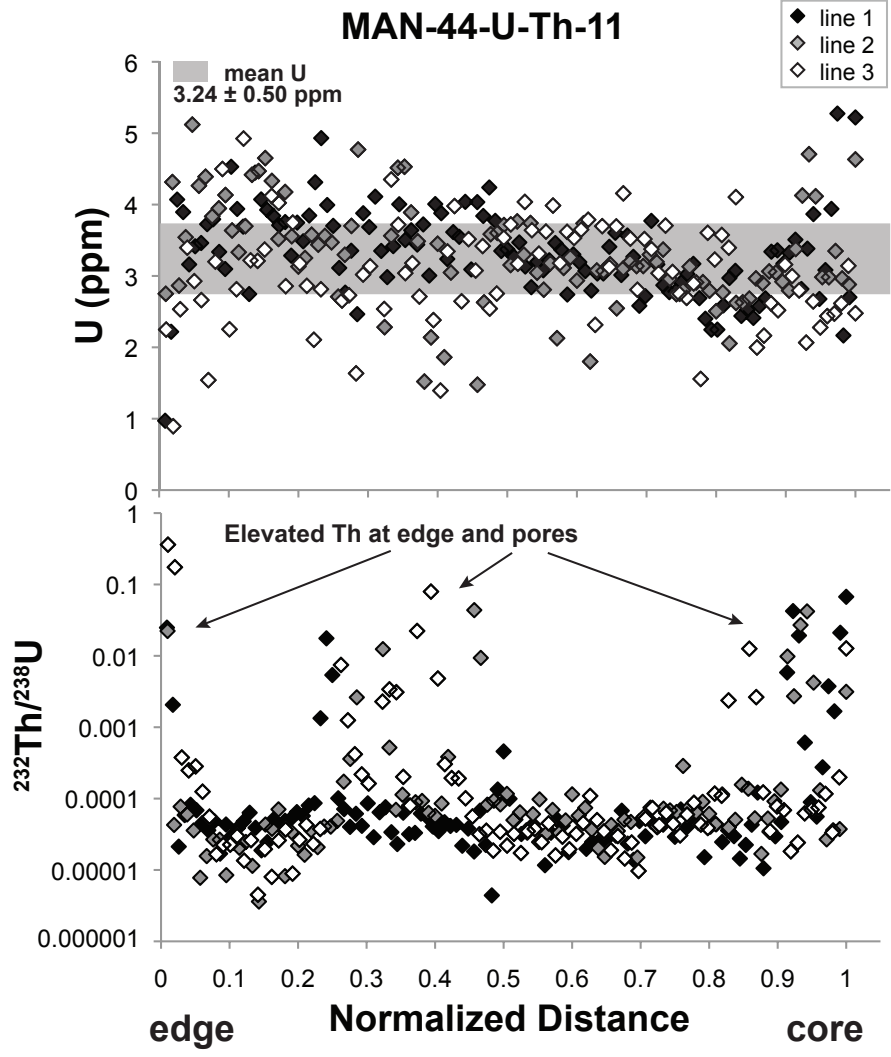 MAN-44-U-Th-11
line 1
line 2
line 3
mean U
3.24 ± 0.50 ppm
U (ppm)
6
5
4
3
2
1
0
Elevated Th at edge and pores
²³²Th/²³⁸U
1
0.1
0.01
0.001
0.0001
0.00001
0.000001
0 0.1 0.2 0.3 0.4 0.5 0.6 0.7 0.8 0.9 1
edge Normalized Distance core